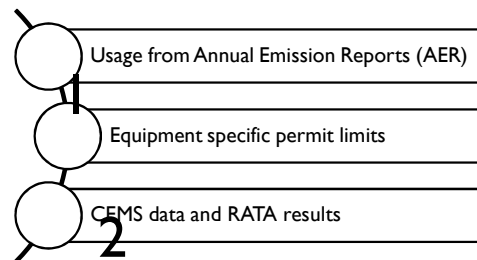 Usage from Annual Emission Reports (AER)
1
Equipment specific permit limits
CEMS data and RATA results
2